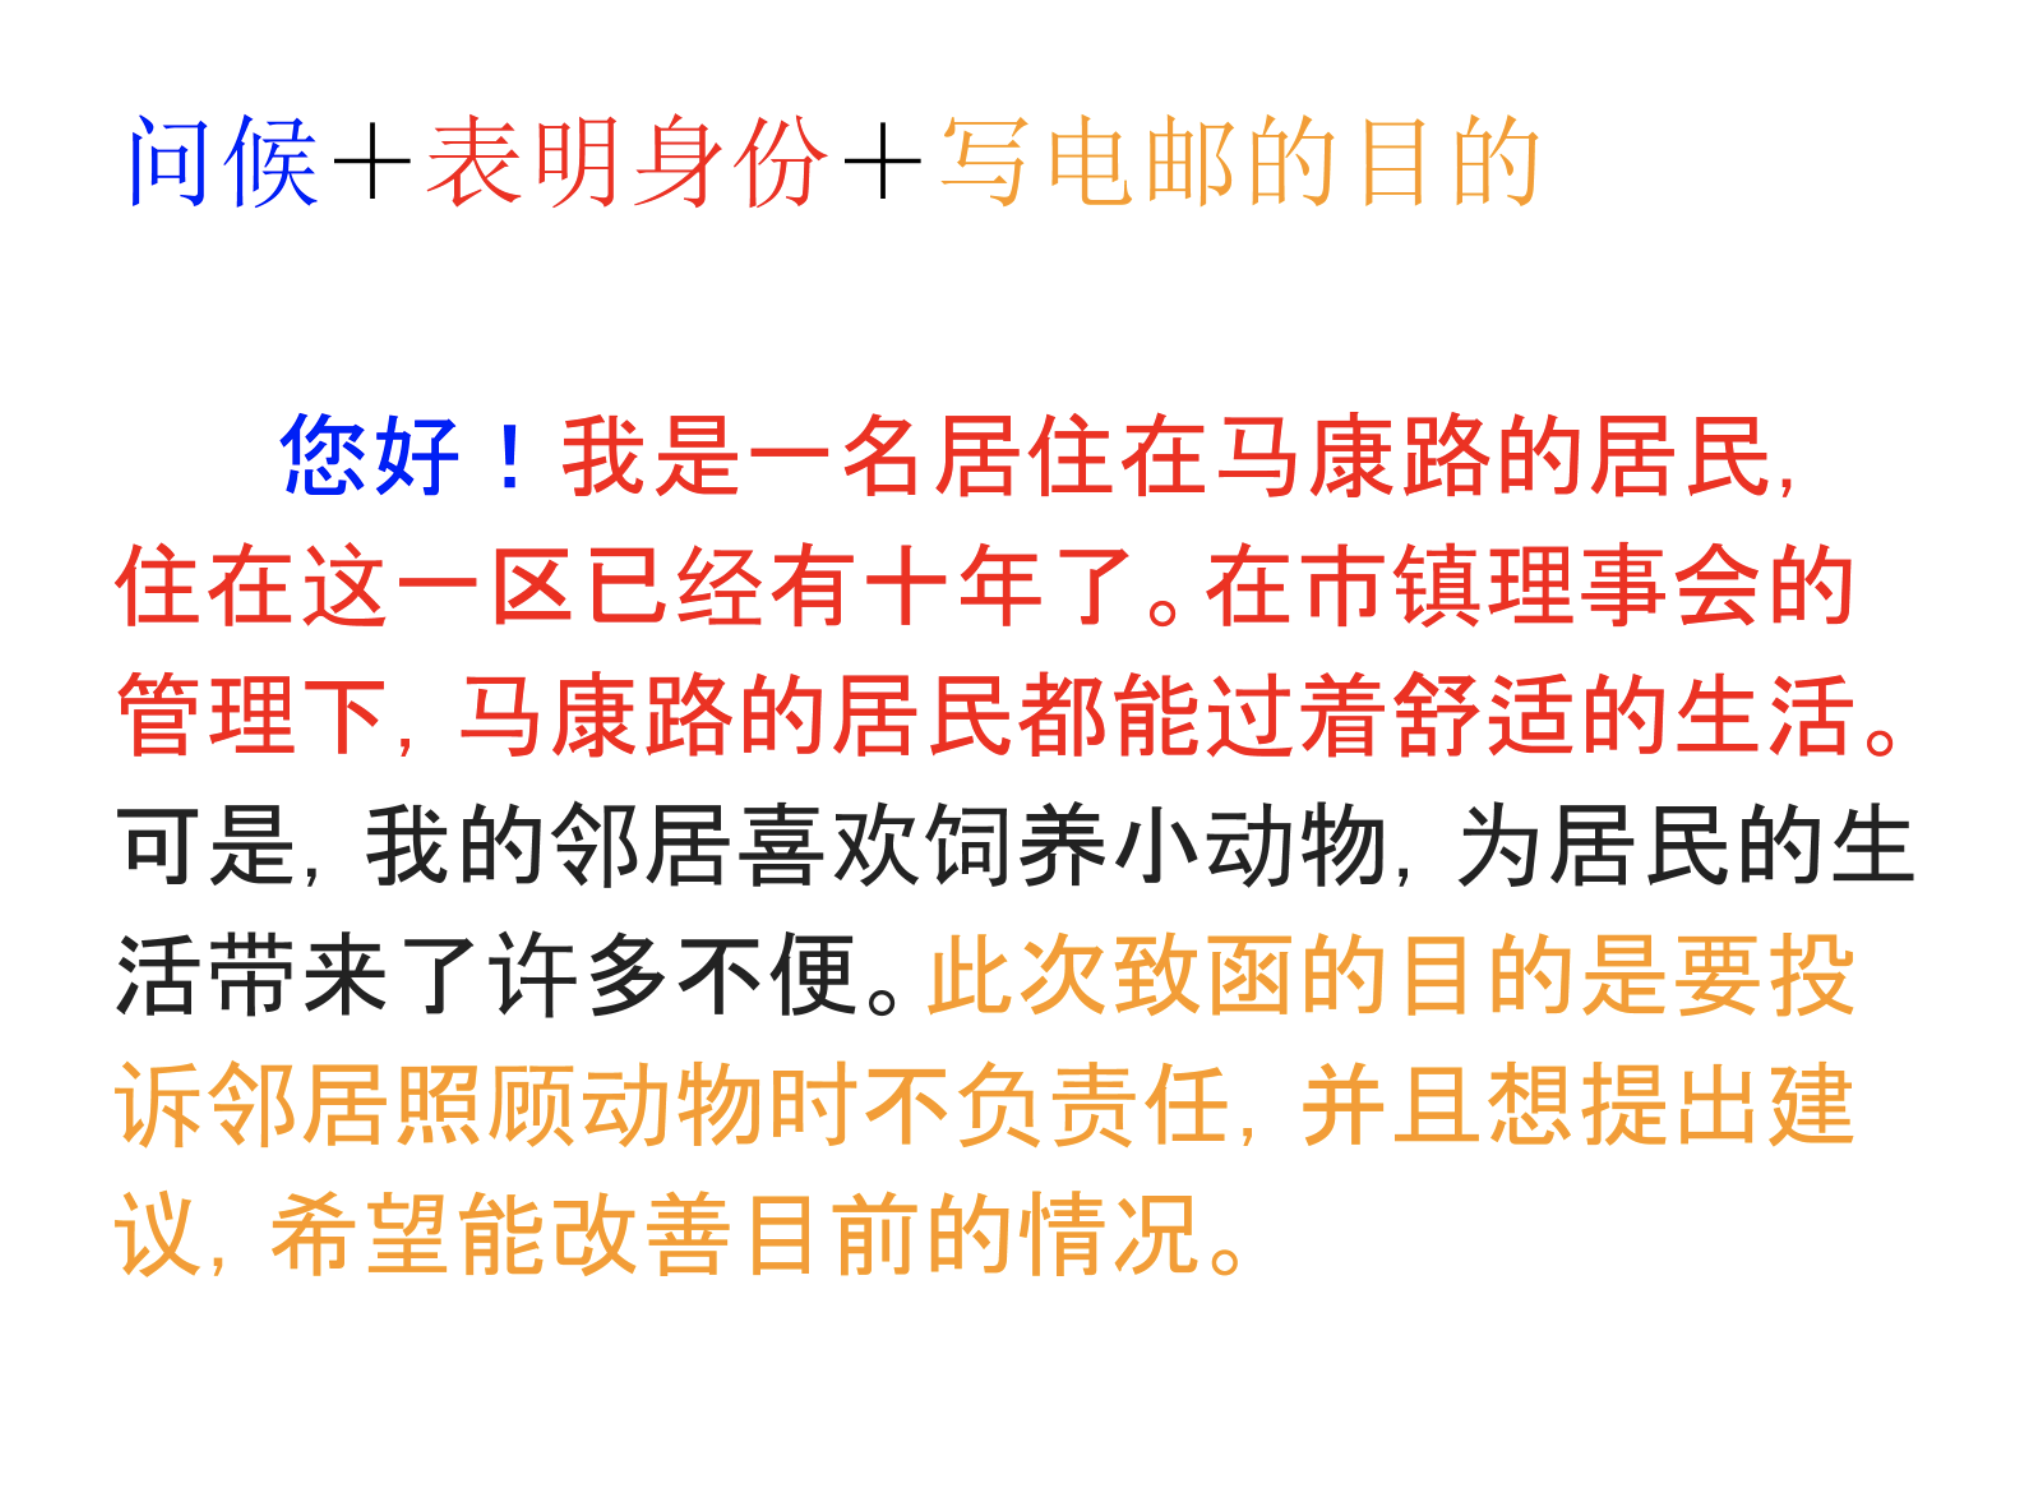 问候＋表明身份＋写电邮的目的
您好！我是一名居住在马康路的居民，
住在这一区已经有十年了。在市镇理事会的
管理下，马康路的居民都能过着舒适的生活。
可是，我的邻居喜欢饲养小动物，为居民的生
活带来了许多不便。此次致函的目的是要投
诉邻居照顾动物时不负责任，并且想提出建
议，希望能改善目前的情况。